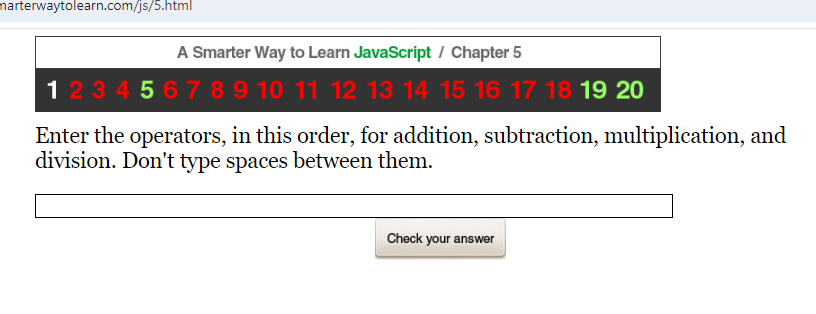 marterwaytolearn.com/js/5.html
A Smarter Way to Learn JavaScript / Chapter 5
1 2 3 4 5 6 7 8 9 10 11 12 13 14 15 16 17 18 19 20
Enter the operators, in this order, for addition, subtraction, multiplication, and
division. Don't type spaces between them.
Check your answer